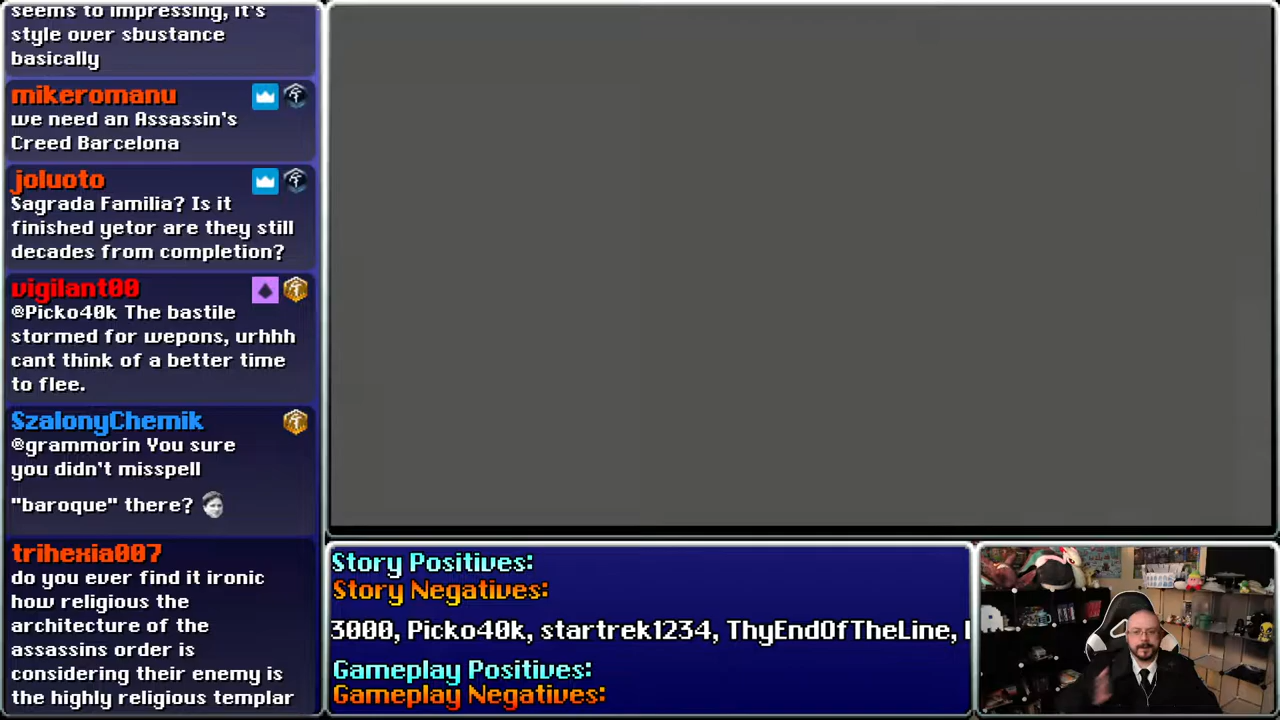 seems to impressing, it's
style over sbustance
basically
mikeromanu
we need an Assassin's
Creed Barcelona
joluoto
Sagrada Familia? Is it
finished yetor are they still
decades from completion?
vigilant00
@Picko40k The bastile
stormed for wepons, urhhh
cant think of a better time
to flee.
SzalonyChemik
@grammorin You sure
you didn't misspell
"baroque" there?
trihexia007
do you ever find it ironic
how religious the
architecture of the
assassins order is
considering their enemy is
the highly religious templar
Story Positives:
Story Negatives:
3000, Picko40k, startrek1234, ThyEndOfTheLine,
Gameplay Positives:
Gameplay Negatives: